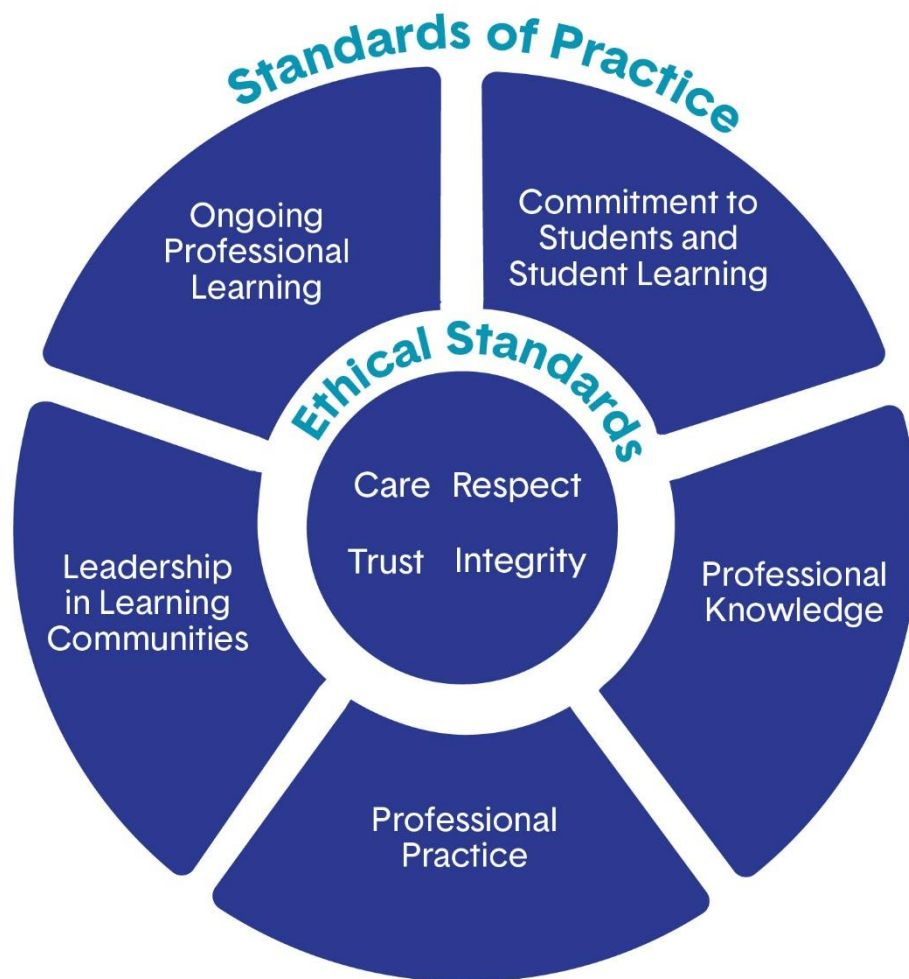 Standards of Practice
Ongoing
Professional
Learning
Commitment to
Students and
Student Learning
Ethical Standards
Care Respect
Trust Integrity
Leadership
in Learning
Communities
Professional
Knowledge
Professional
Practice